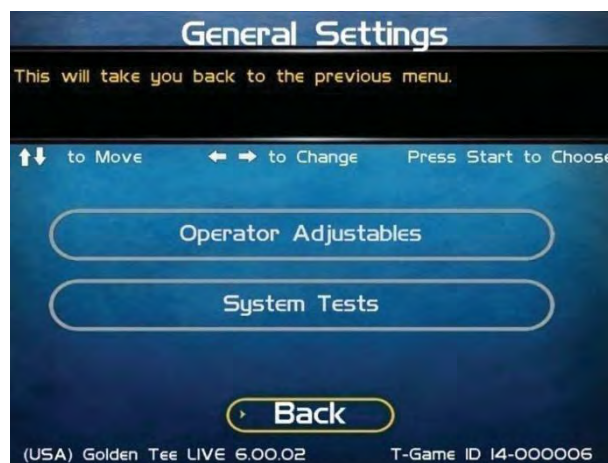 General Settings
This will take you back to the previous menu.
to Move to Change Press Start to Choose
Operator Adjustables
System Tests
Back
(USA) Golden Tee LIVE 6.00.02 T-Game ID 14-000006